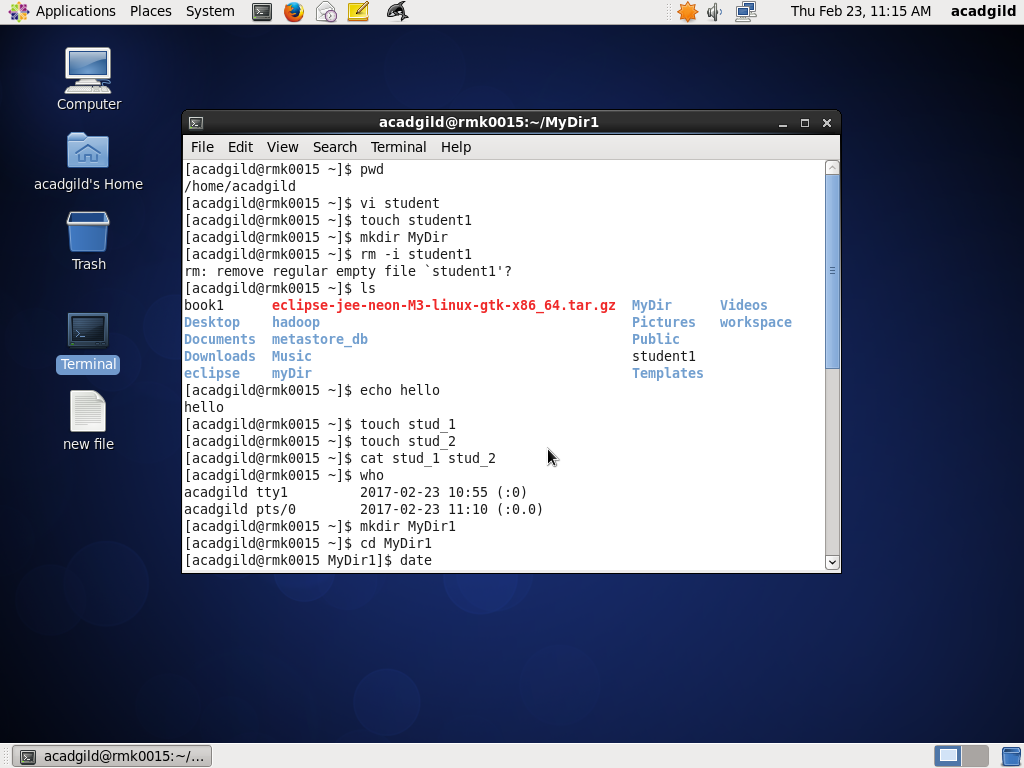 Applications Places System Thu Feb 23, 11:15 AM acadgild
Computer
acadgild's Home
Trash
Terminal
new file
acadgild@rmk0015:~/MyDir1
File Edit View Search Terminal Help
[acadgild@rmk0015 ~]$ pwd
/home/acadgild
[acadgild@rmk0015 ~]$ vi student
[acadgild@rmk0015 ~]$ touch student1
[acadgild@rmk0015 ~]$ mkdir MyDir
[acadgild@rmk0015 ~]$ rm -i student1
rm: remove regular empty file `student1'?
[acadgild@rmk0015 ~]$ ls
book1 eclipse-jee-neon-M3-linux-gtk-x86_64.tar.gz MyDir Videos
Desktop hadoop Pictures workspace
Documents metastore_db Public
Downloads Music student1
eclipse myDir Templates
[acadgild@rmk0015 ~]$ echo hello
hello
[acadgild@rmk0015 ~]$ touch stud_1
[acadgild@rmk0015 ~]$ touch stud_2
[acadgild@rmk0015 ~]$ cat stud_1 stud_2
[acadgild@rmk0015 ~]$ who
acadgild tty1 2017-02-23 10:55 (:0)
acadgild pts/0 2017-02-23 11:10 (:0.0)
[acadgild@rmk0015 ~]$ mkdir MyDir1
[acadgild@rmk0015 ~]$ cd MyDir1
[acadgild@rmk0015 MyDir1]$ date
acadgild@rmk0015:~/...